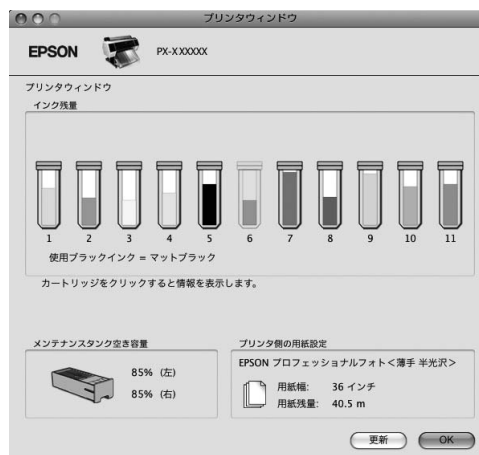 プリンタウィンドウ
EPSON PX-XXXXXX
プリンタウィンドウ
インク残量
1 2 3 4 5 6 7 8 9 10 11
使用ブラックインク = マットブラック
カートリッジをクリックすると情報を表示します。
メンテナンスタンク空き容量
85% (左)
85% (右)
プリンタ側の用紙設定
EPSON プロフェッショナルフォト＜薄手 半光沢＞
用紙幅: 36 インチ
用紙残量: 40.5 m
更新 OK